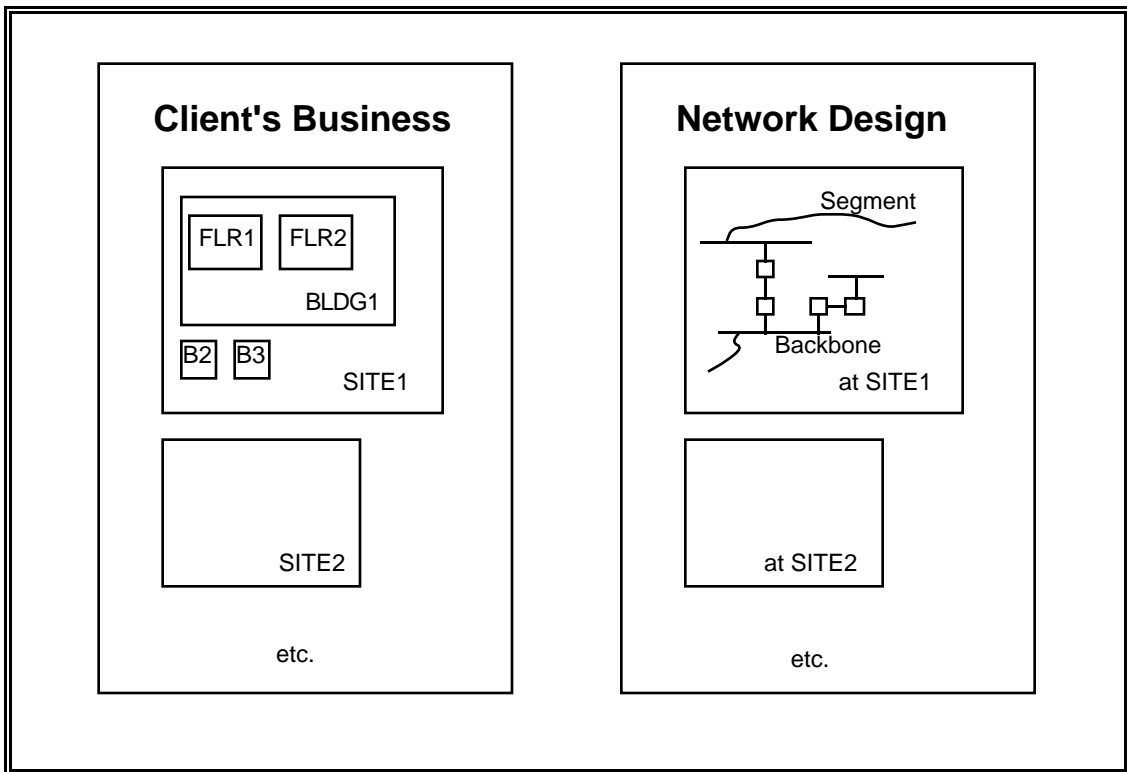 Client's Business
FLR1 FLR2
BLDG1
B2 B3
SITE1
SITE2
etc.
Network Design
Segment
Backbone
at SITE1
at SITE2
etc.